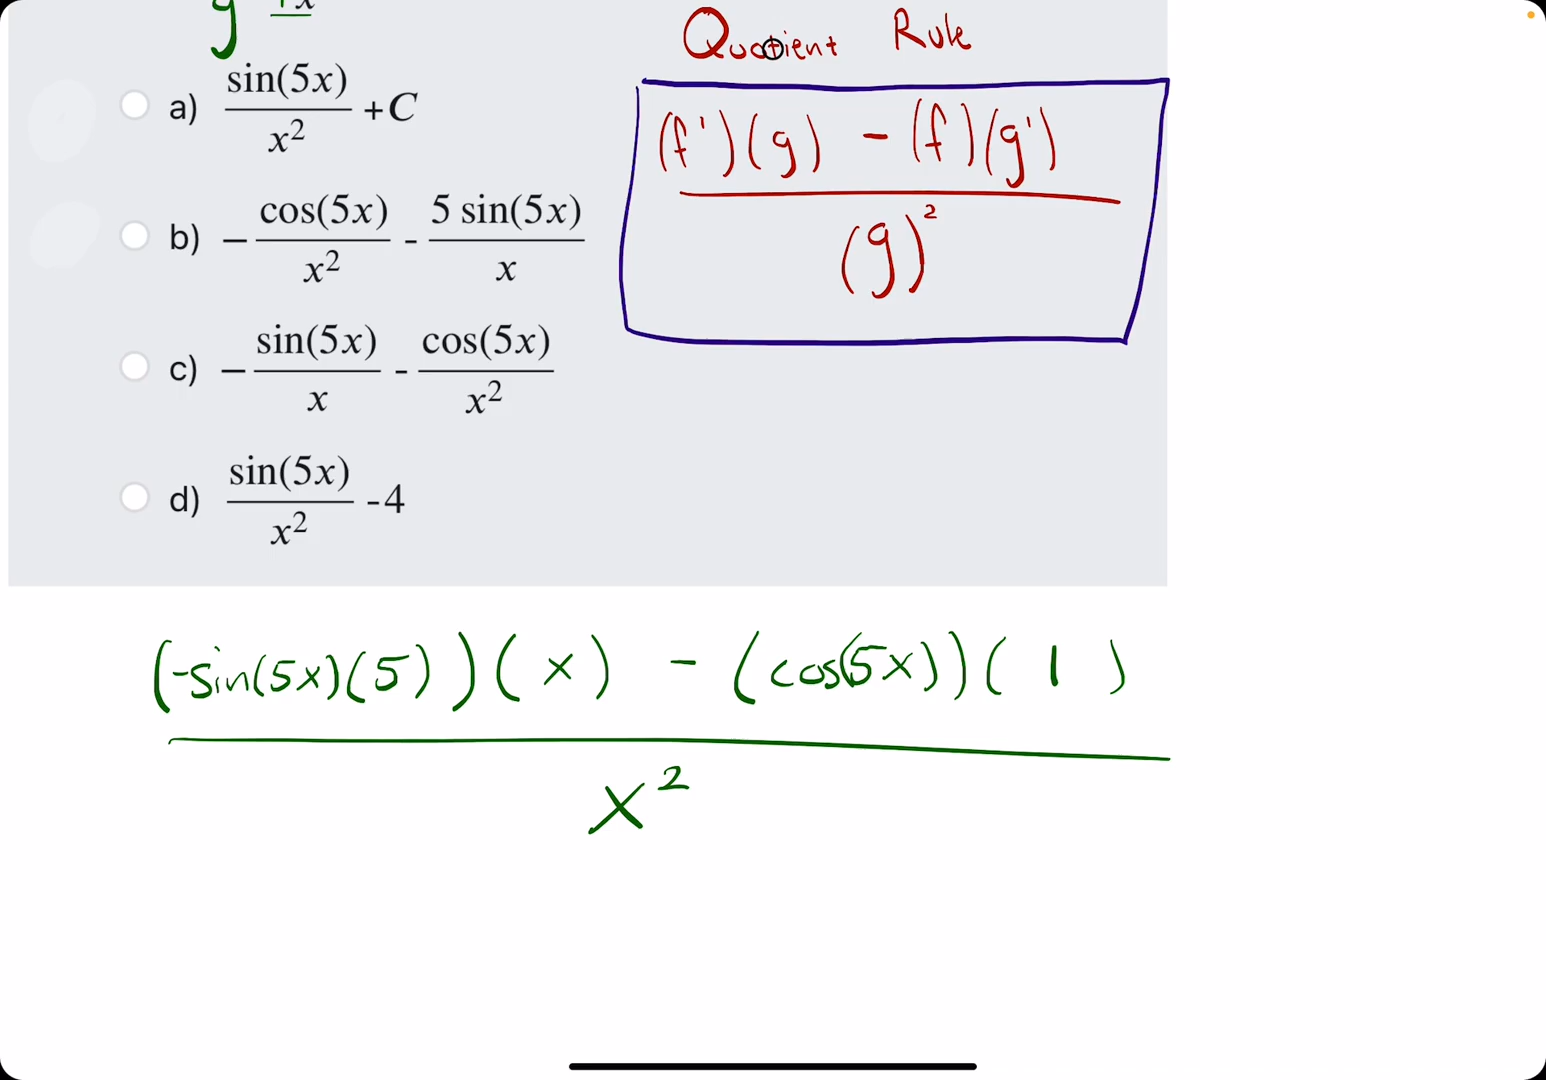 Quotient Rule
a) sin(5x)/x² +C
(f')(g) - (f)(g')
(g)²
b) −cos(5x)/x² - 5 sin(5x)/x
c) −sin(5x)/x - cos(5x)/x²
d) sin(5x)/x² -4
(-sin(5x)(5))(x) - (cos(5x))(1)
x²